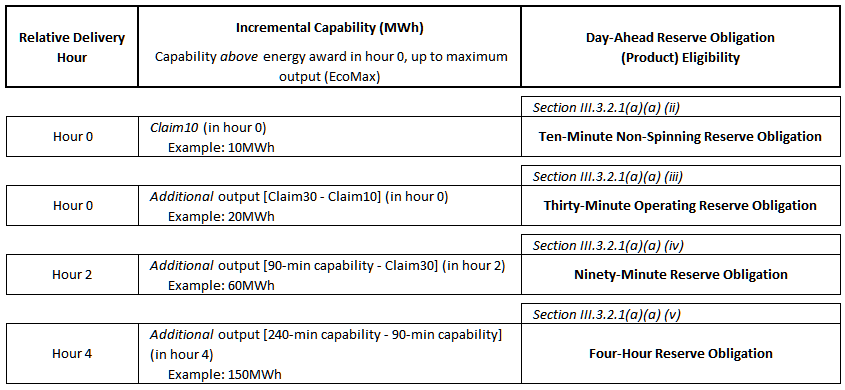 Relative Delivery
Hour
Incremental Capability (MWh)
Capability above energy award in hour 0, up to maximum
output (EcoMax)
Day-Ahead Reserve Obligation
(Product) Eligibility
Section III.3.2.1(a)(a) (ii)
Hour 0
Claim10 (in hour 0)
Example: 10MWh
Ten-Minute Non-Spinning Reserve Obligation
Section III.3.2.1(a)(a) (iii)
Hour 0
Additional output [Claim30 - Claim10] (in hour 0)
Example: 20MWh
Thirty-Minute Operating Reserve Obligation
Section III.3.2.1(a)(a) (iv)
Hour 2
Additional output [90-min capability - Claim30] (in hour 2)
Example: 60MWh
Ninety-Minute Reserve Obligation
Section III.3.2.1(a)(a) (v)
Hour 4
Additional output [240-min capability - 90-min capability]
(in hour 4)
Example: 150MWh
Four-Hour Reserve Obligation